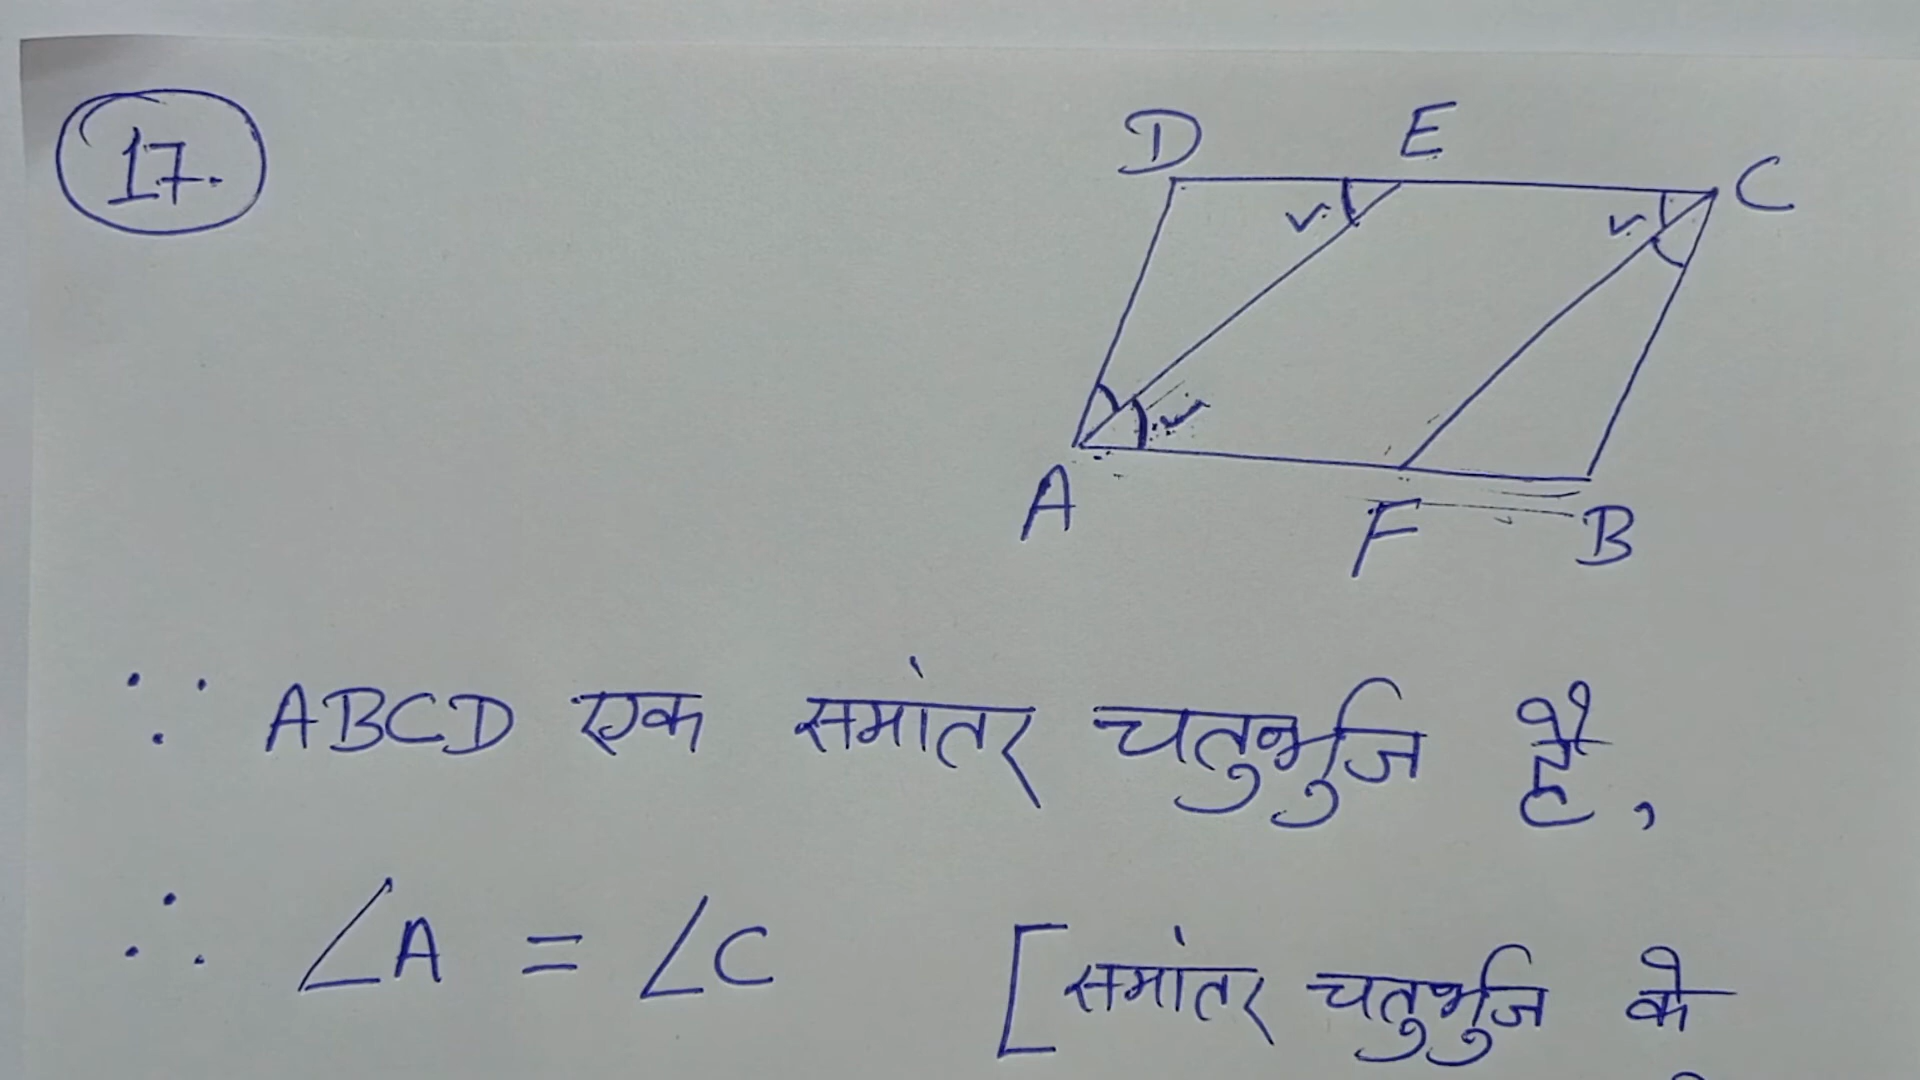 17.
D E C
A F B
∵ ABCD एक समांतर चतुर्भुज है,
∴ ∠A = ∠C [समांतर चतुर्भुज के